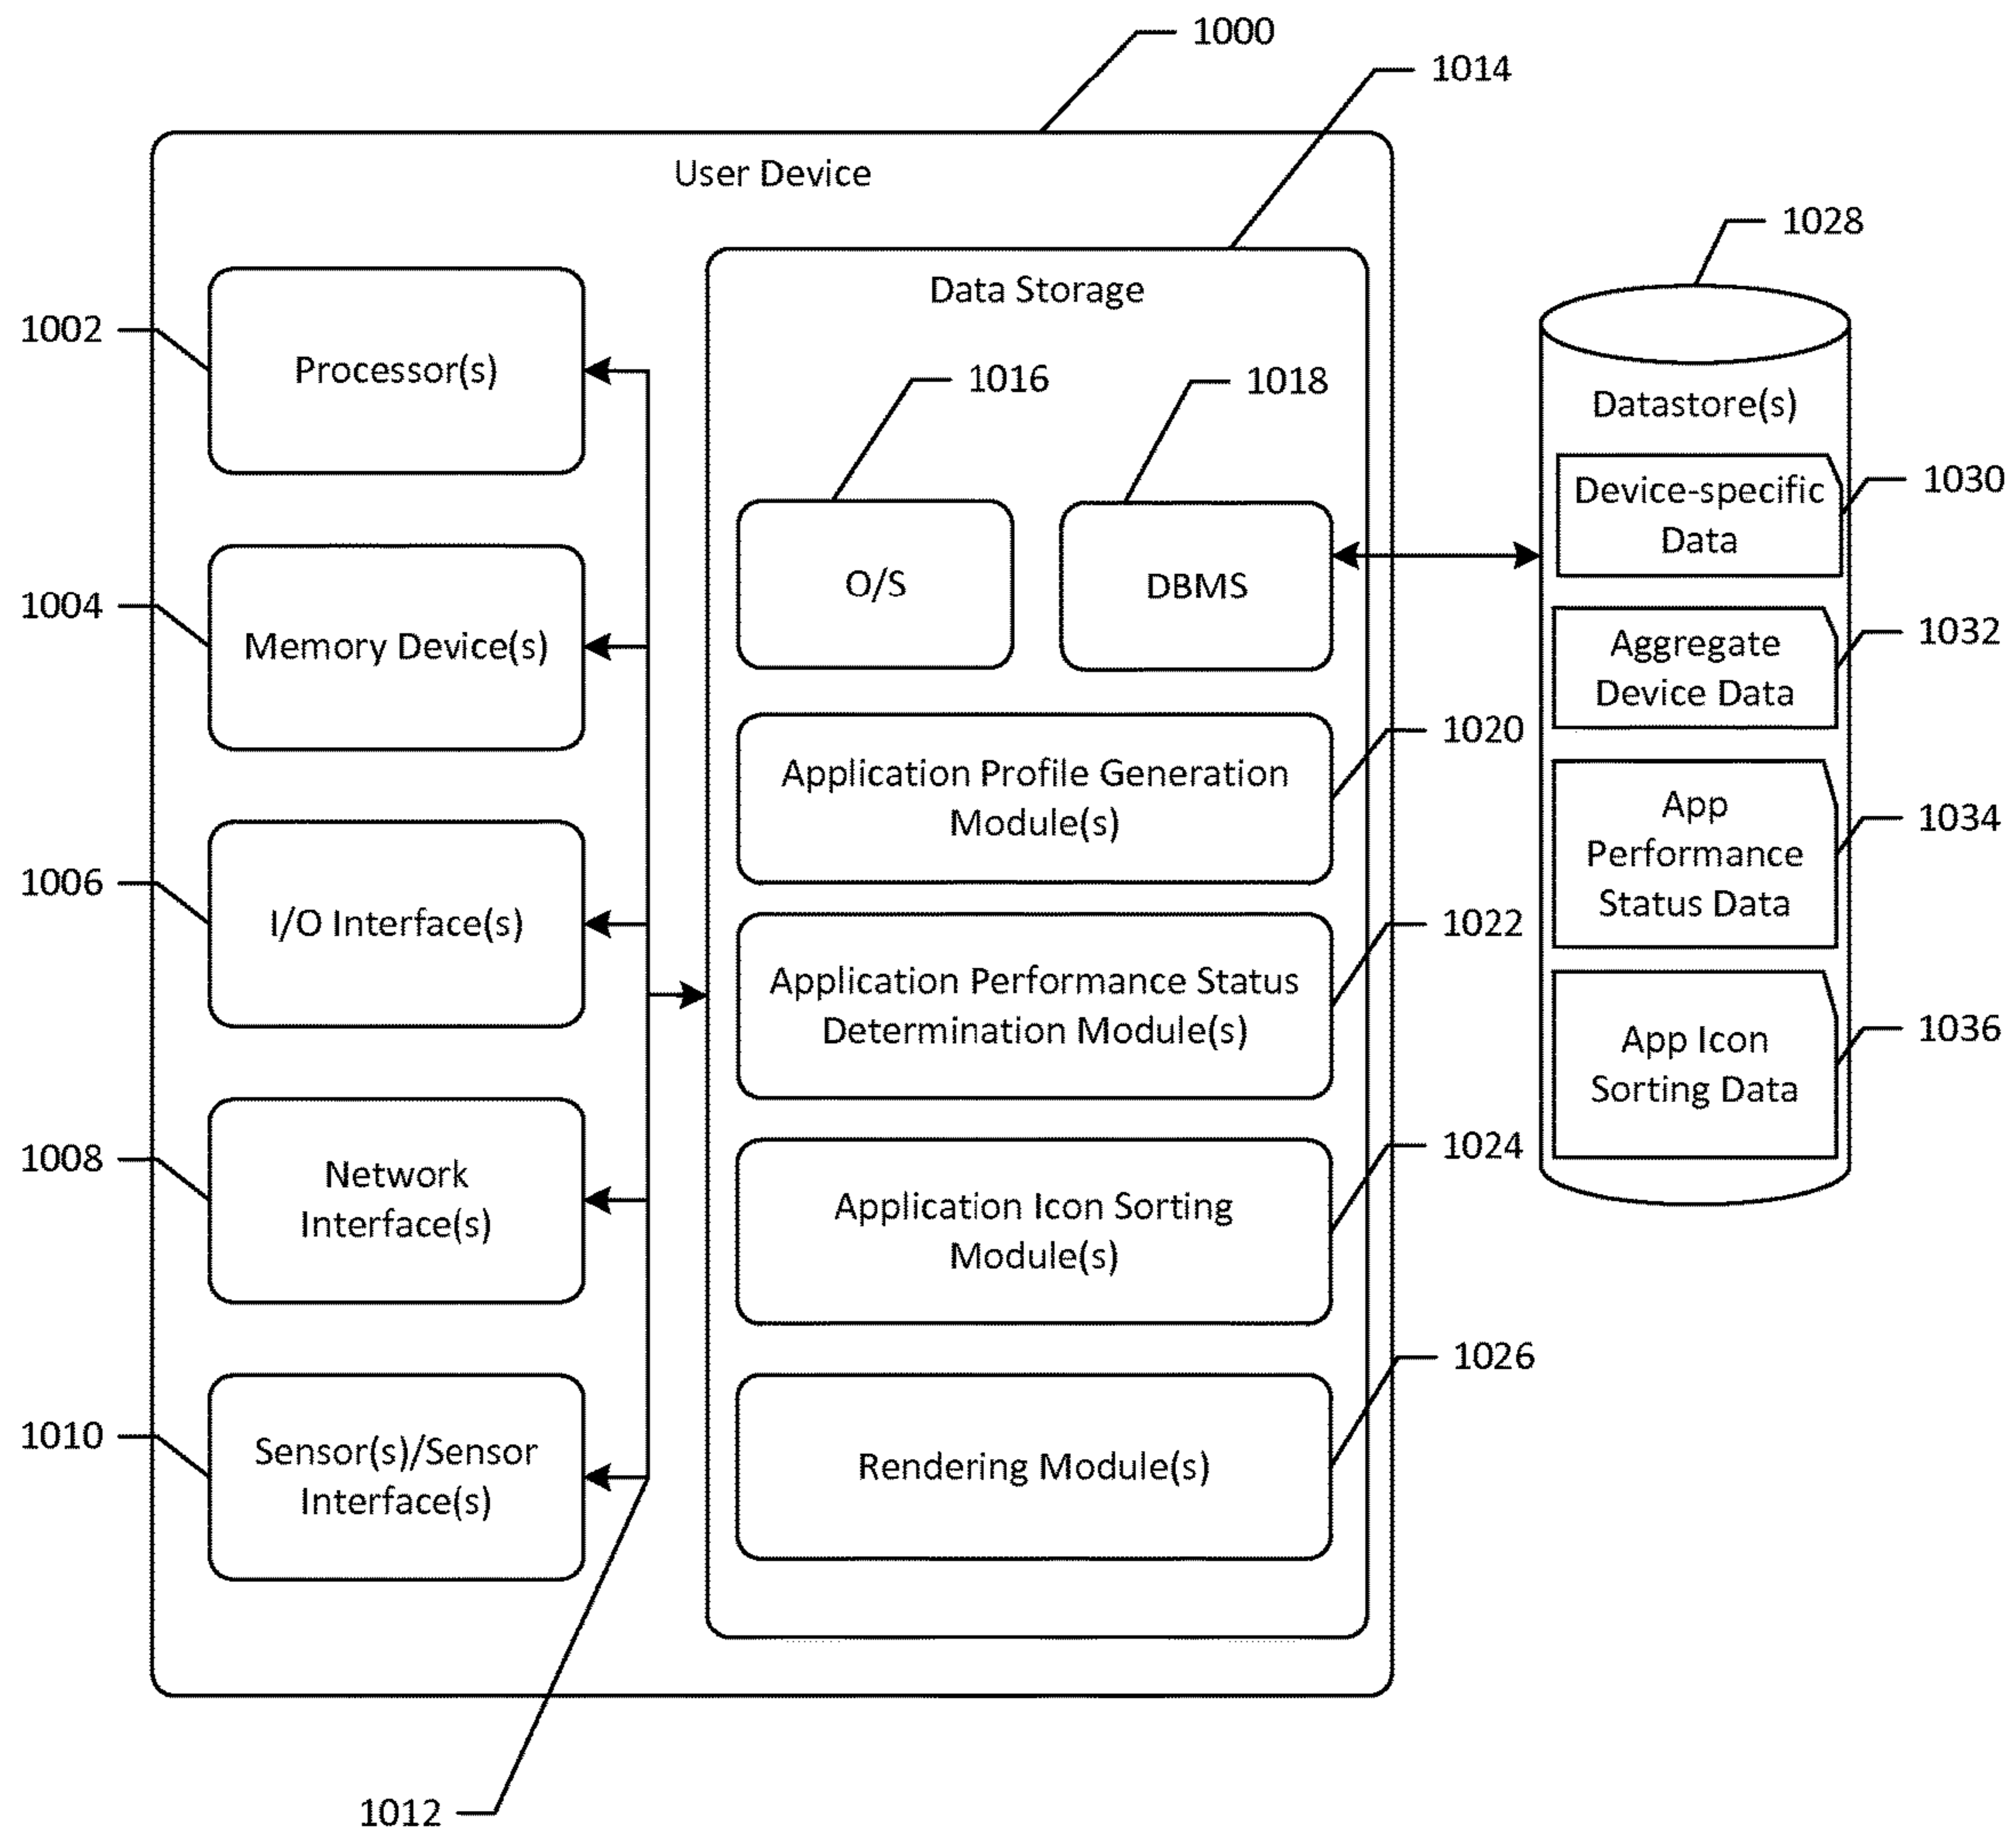 1000
1014
User Device
1028
Data Storage
1002
Processor(s)
1016
1018
Datastore(s)
Device-specific
Data
1030
O/S
DBMS
1004
Memory Device(s)
Aggregate
Device Data
1032
1020
Application Profile Generation
Module(s)
App
Performance
Status Data
1034
1006
I/O Interface(s)
1022
Application Performance Status
Determination Module(s)
App Icon
Sorting Data
1036
1008
Network
Interface(s)
1024
Application Icon Sorting
Module(s)
1026
1010
Sensor(s)/Sensor
Interface(s)
Rendering Module(s)
1012